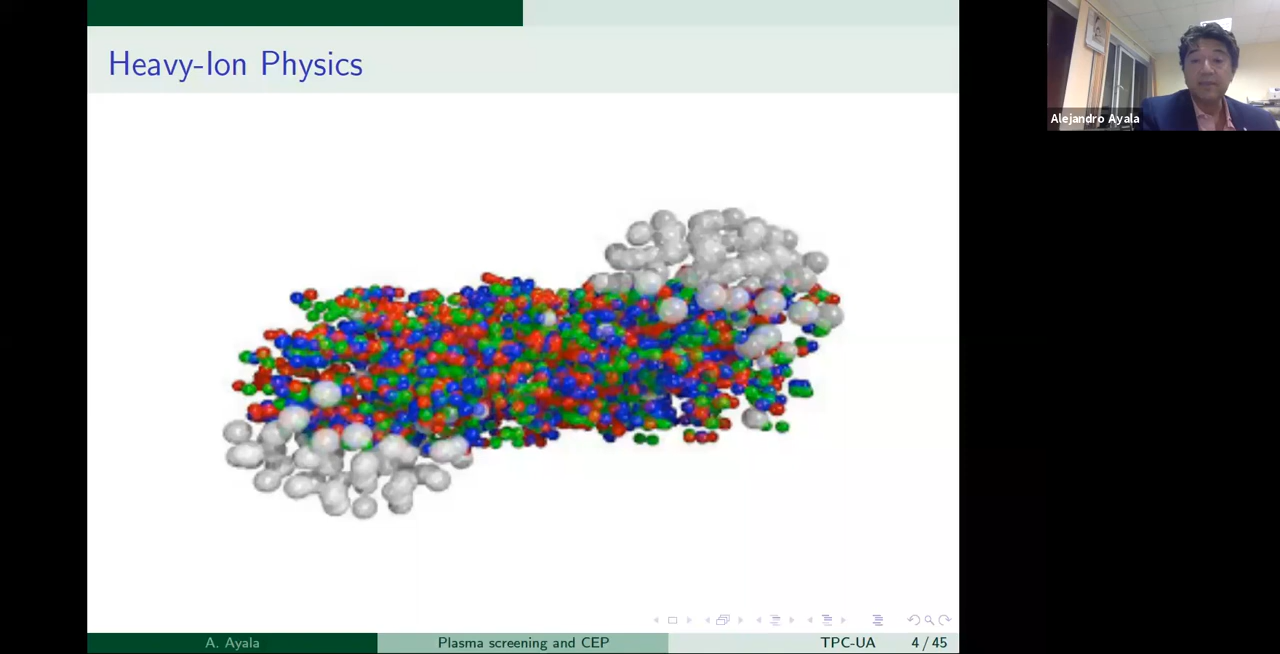 Heavy-Ion Physics
Alejandro Ayala
A. Ayala
Plasma screening and CEP
TPC-UA
4 / 45